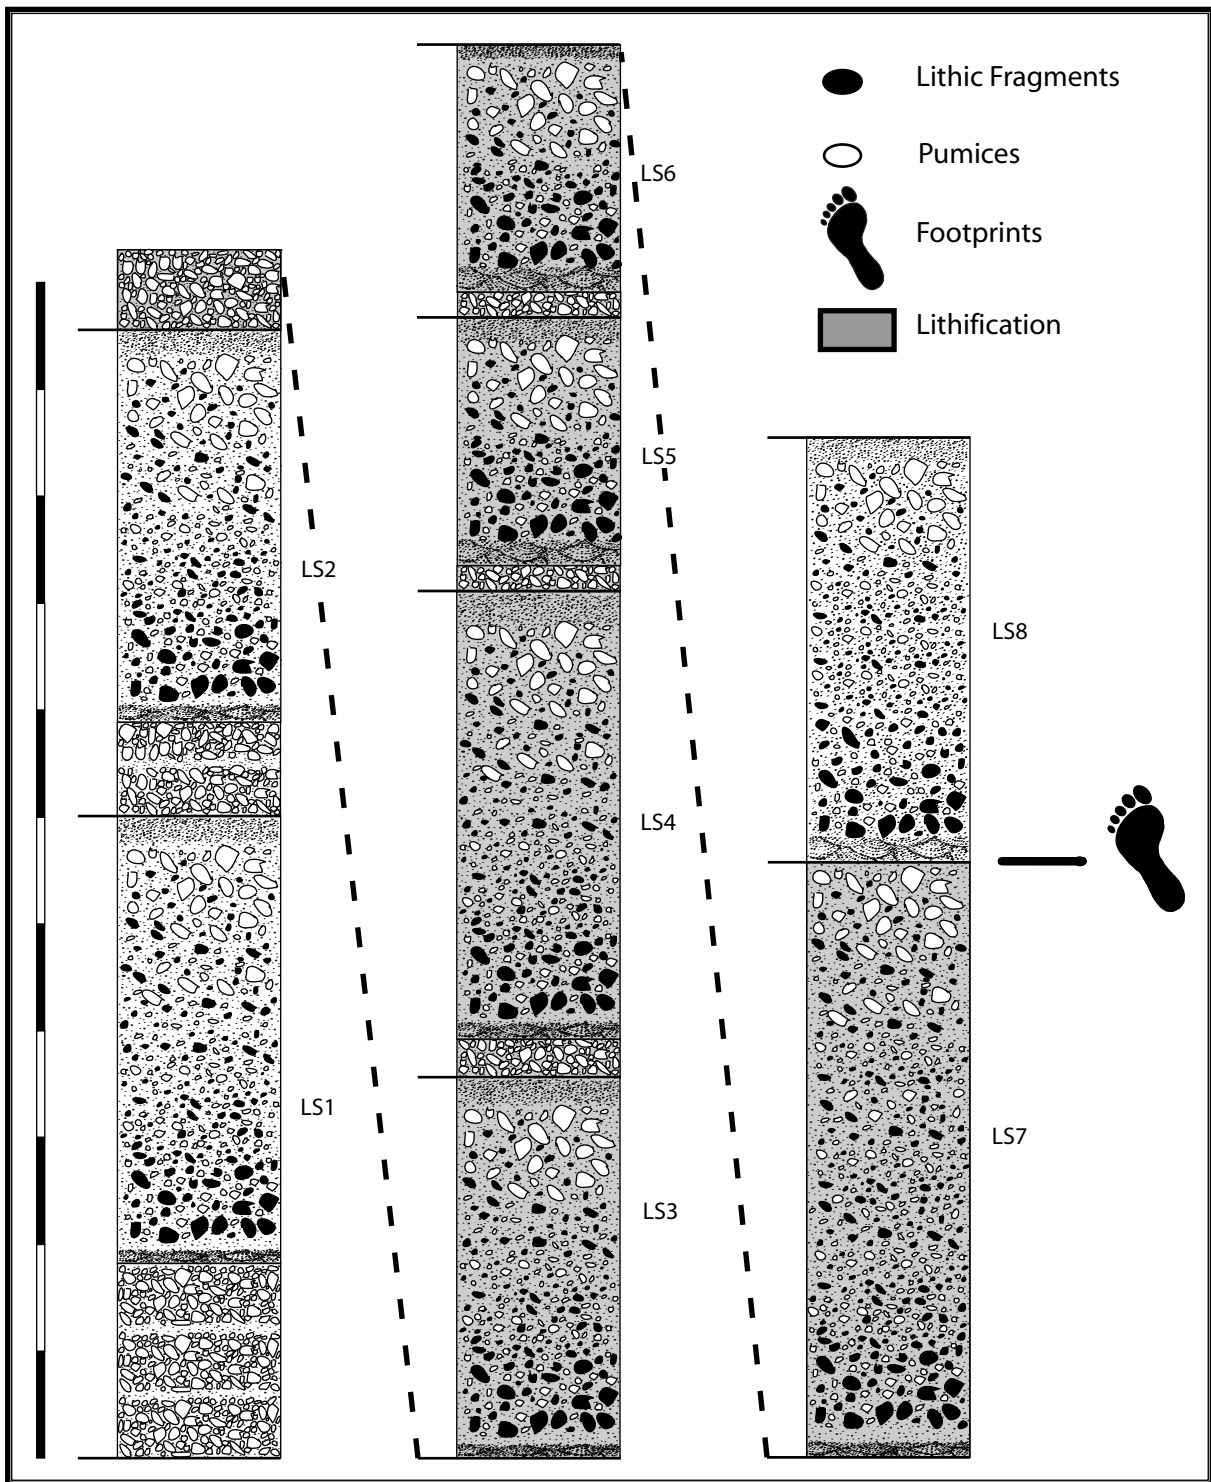 Lithic Fragments
Pumices
Footprints
Lithification
LS6
LS5
LS2
LS8
LS4
LS1
LS7
LS3